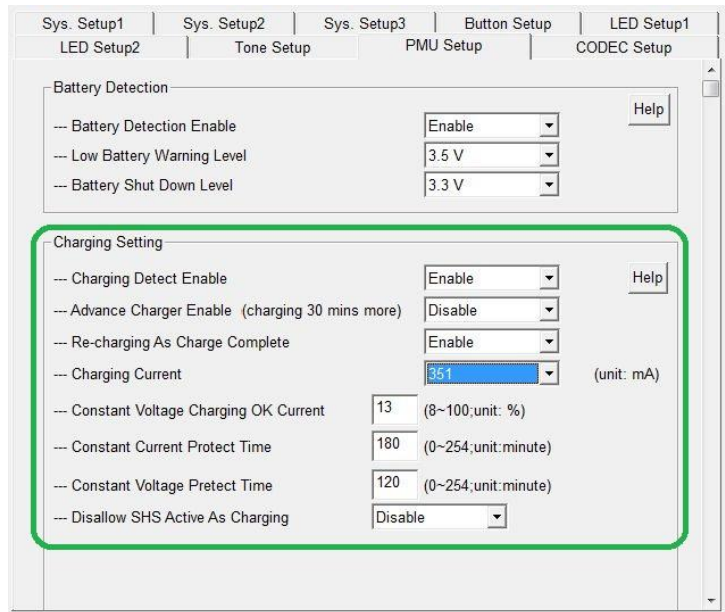 Sys. Setup1 Sys. Setup2 Sys. Setup3 Button Setup LED Setup1
LED Setup2 Tone Setup PMU Setup CODEC Setup
Battery Detection
Help
--- Battery Detection Enable Enable
--- Low Battery Warning Level 3.5 V
--- Battery Shut Down Level 3.3 V
Charging Setting
--- Charging Detect Enable Enable Help
--- Advance Charger Enable (charging 30 mins more) Disable
--- Re-charging As Charge Complete Enable
--- Charging Current 351 (unit: mA)
--- Constant Voltage Charging OK Current 13 (8~100;unit: %)
--- Constant Current Protect Time 180 (0~254;unit:minute)
--- Constant Voltage Pretect Time 120 (0~254;unit:minute)
--- Disallow SHS Active As Charging Disable